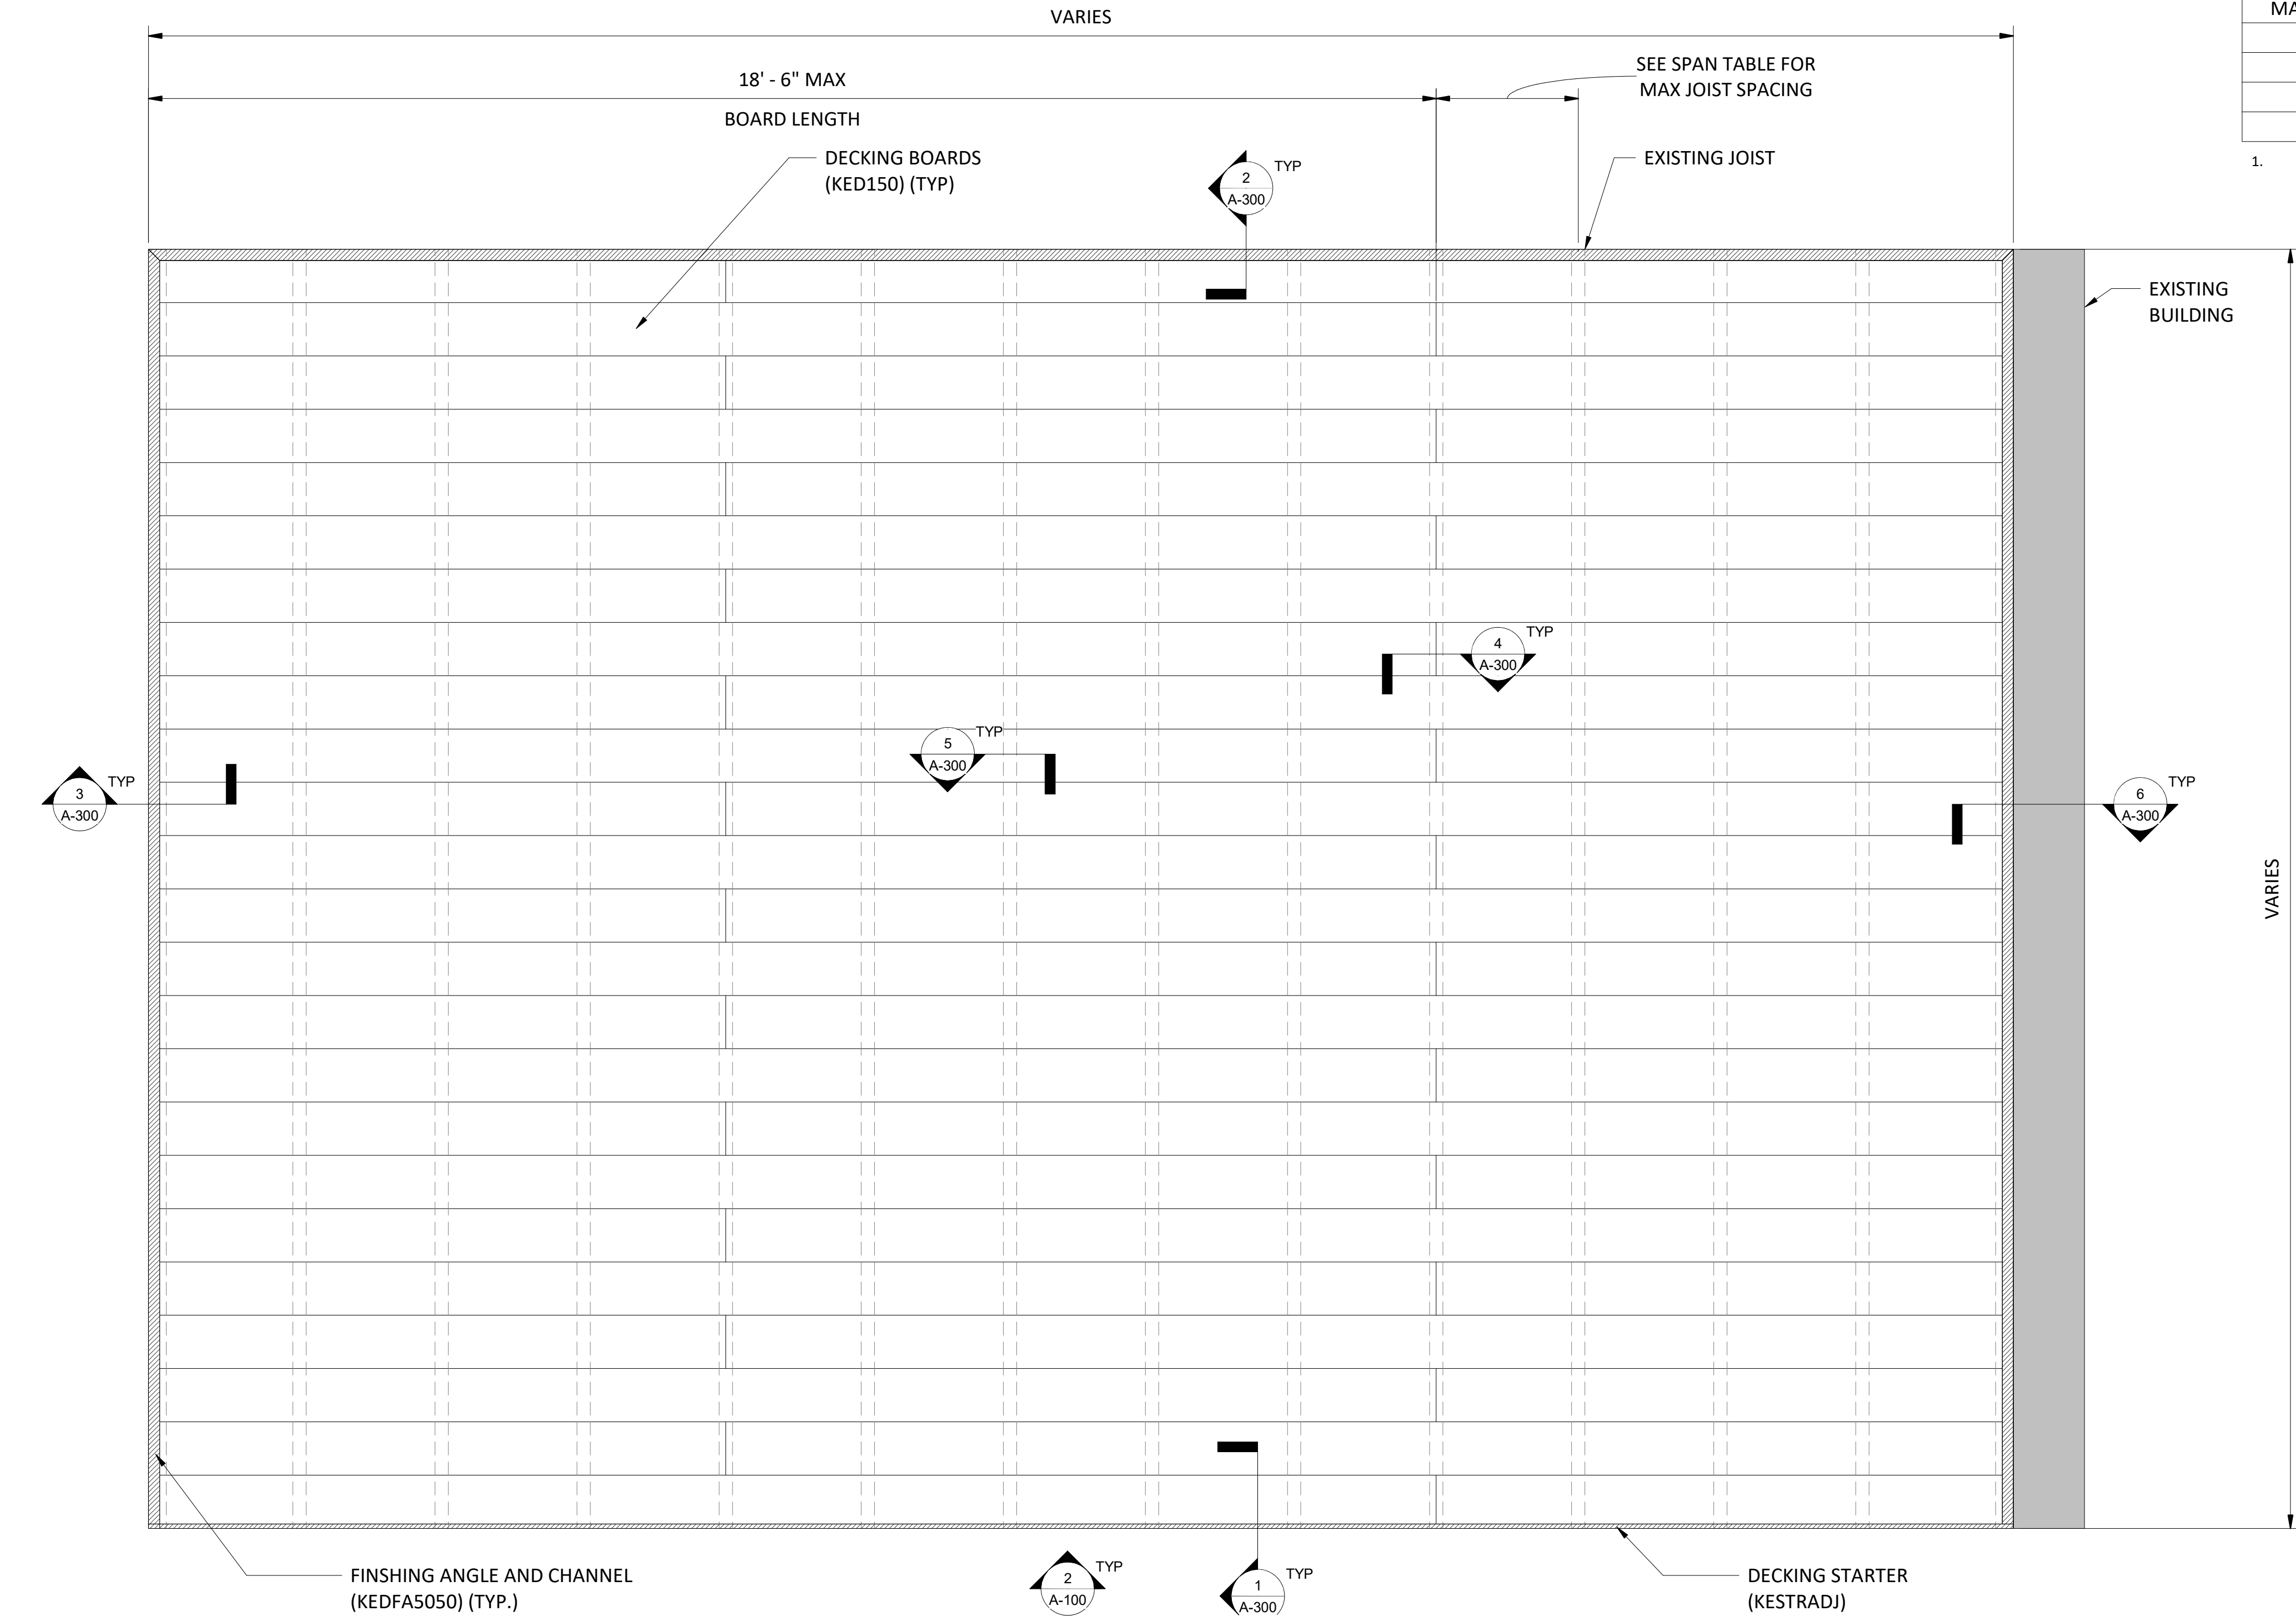 VARIES
MA
18' - 6" MAX
BOARD LENGTH
SEE SPAN TABLE FOR
MAX JOIST SPACING
DECKING BOARDS
(KED150) (TYP)
2
A-300
TYP
EXISTING JOIST
1.
EXISTING
BUILDING
4
A-300
TYP
5
A-300
TYP
3
A-300
TYP
6
A-300
TYP
VARIES
FINSHING ANGLE AND CHANNEL
(KEDFA5050) (TYP.)
2
A-100
TYP
1
A-300
TYP
DECKING STARTER
(KESTRADJ)